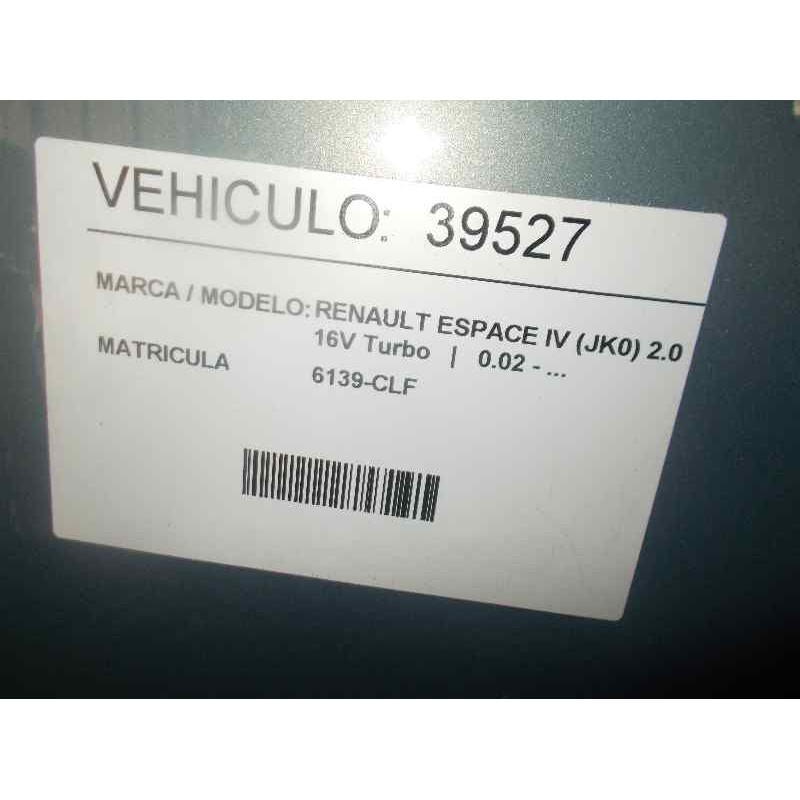 VEHICULO: 39527
MARCA / MODELO: RENAULT ESPACE IV (JK0) 2.0
16V Turbo | 0.02 - ...
MATRICULA 6139-CLF